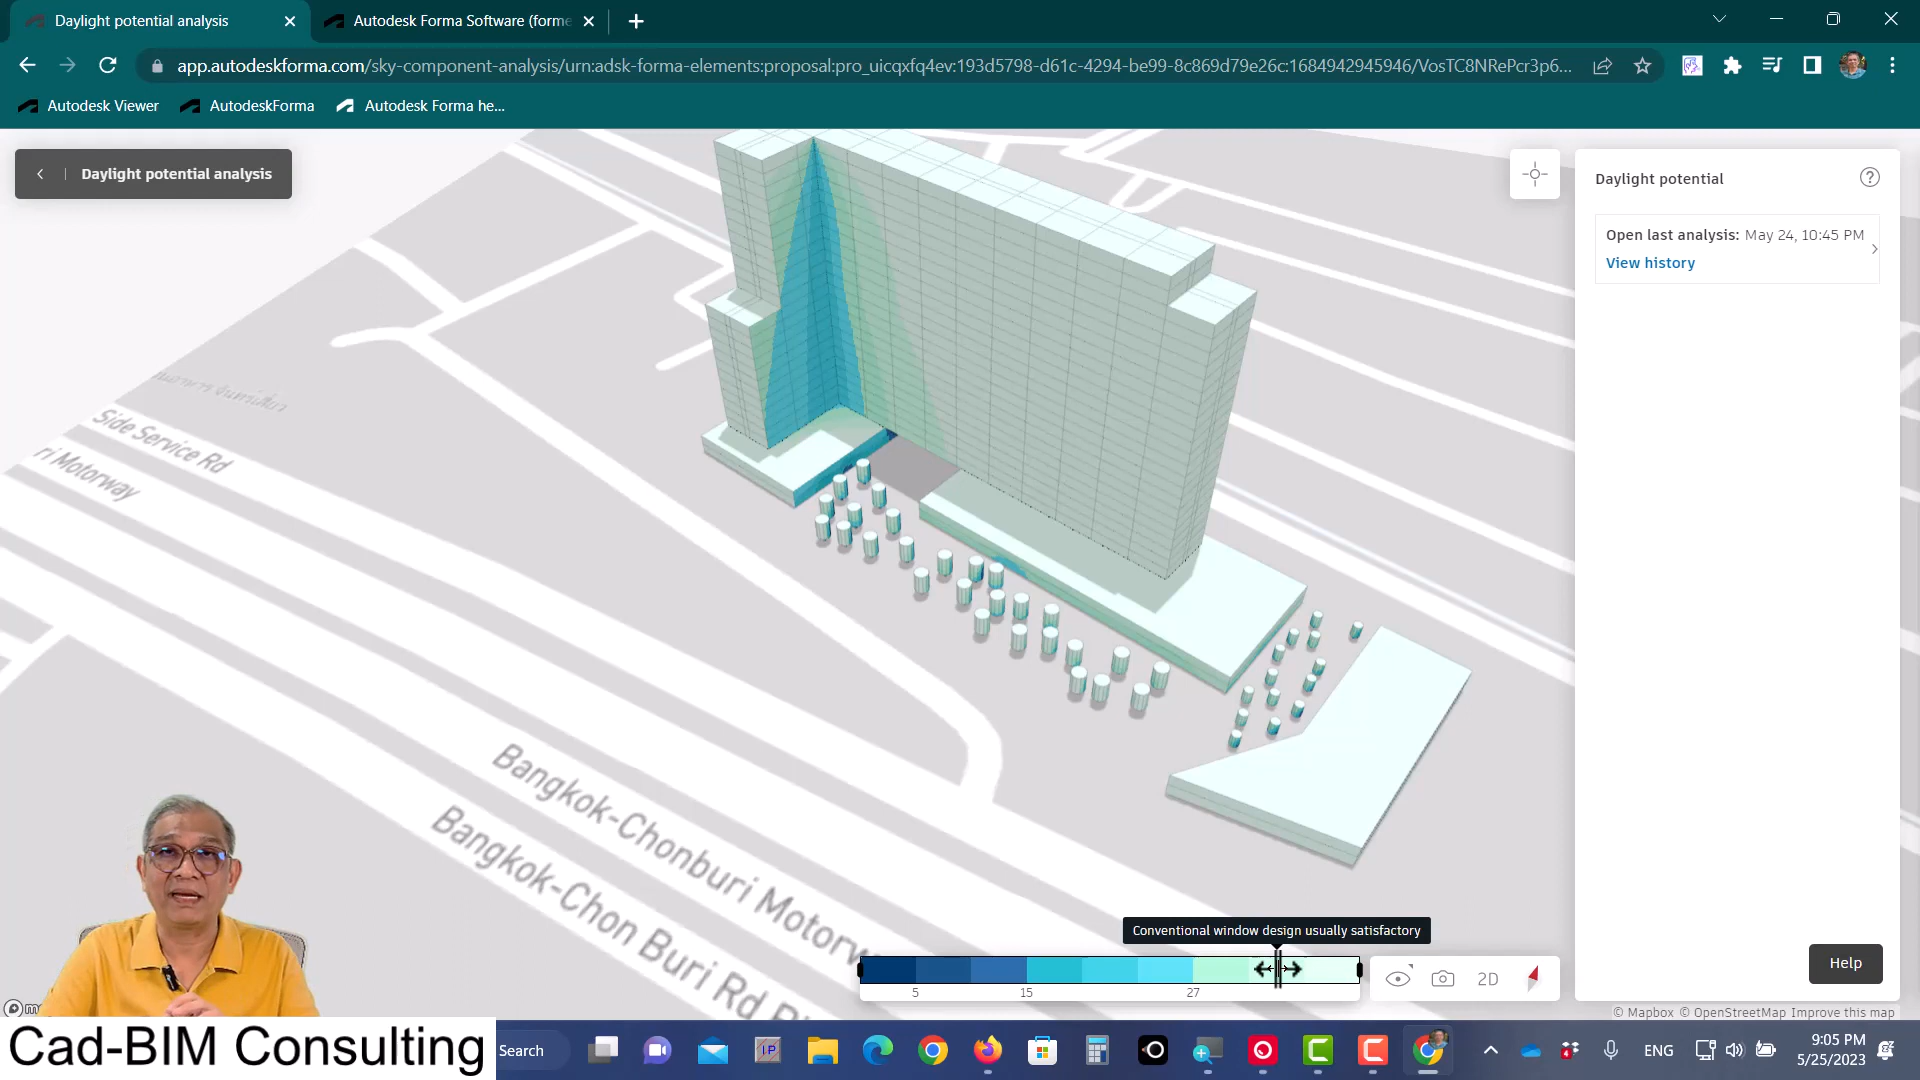 Daylight potential analysis
Autodesk Forma Software (forme
app.autodeskforma.com/sky-component-analysis/urn:adsk-forma-elements:proposal:pro_uicqxfq4ev:193d5798-d61c-4294-be99-8c869d79e26c:1684942945946/VosTC8NRePcr3p6...
Autodesk Viewer
AutodeskForma
Autodesk Forma he...
Daylight potential analysis
Daylight potential
Open last analysis: May 24, 10:45 PM
View history
Side Service Rd
ri Motorway
Bangkok-Chonburi Motorw
Bangkok-Chon Buri Rd
Conventional window design usually satisfactory
5
15
27
2D
Help
© Mapbox © OpenStreetMap Improve this map
Cad-BIM Consulting
Search
IP
ENG
9:05 PM
5/25/2023